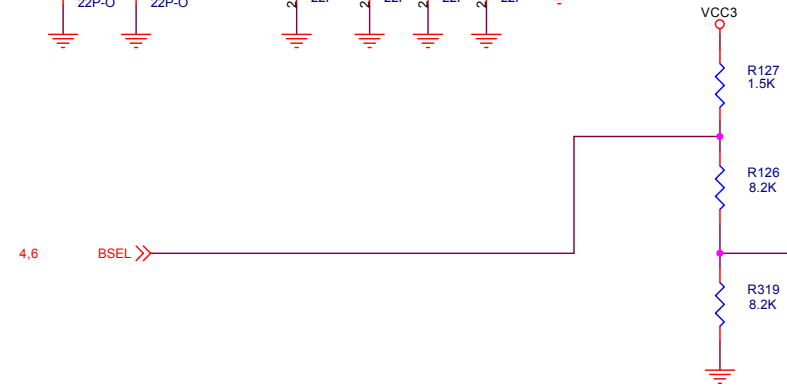 22P-O
22P-O
VCC3
R127
1.5K
R126
8.2K
4,6
BSEL
R319
8.2K